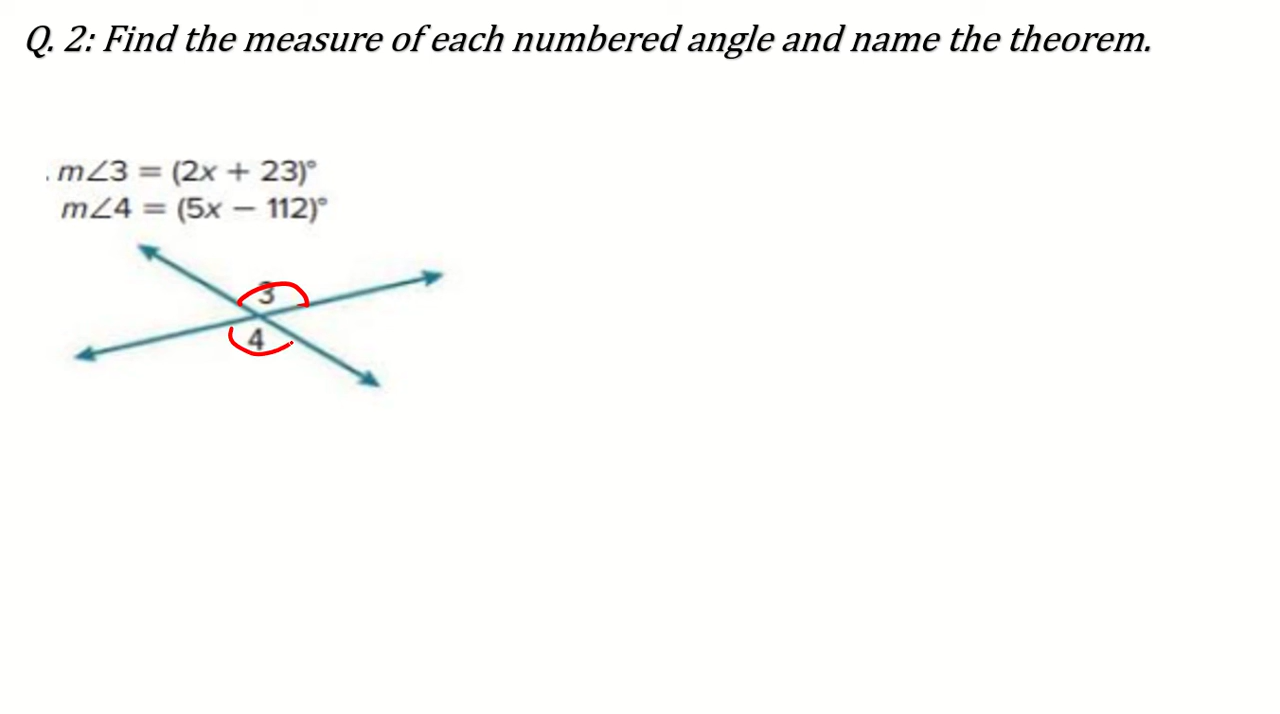 Q. 2: Find the measure of each numbered angle and name the theorem.
. m∠3 = (2x + 23)°
m∠4 = (5x − 112)°
3
4